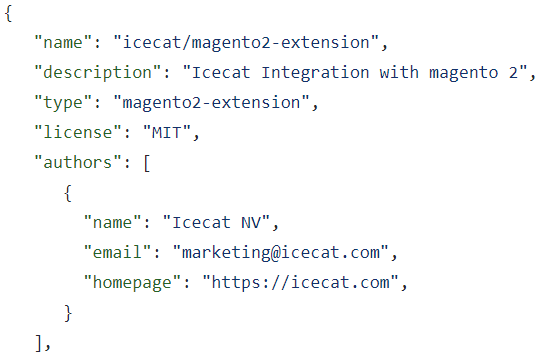 {
"name": "icecat/magento2-extension",
"description": "Icecat Integration with magento 2",
"type": "magento2-extension",
"license": "MIT",
"authors": [
{
"name": "Icecat NV",
"email": "marketing@icecat.com",
"homepage": "https://icecat.com",
}
],